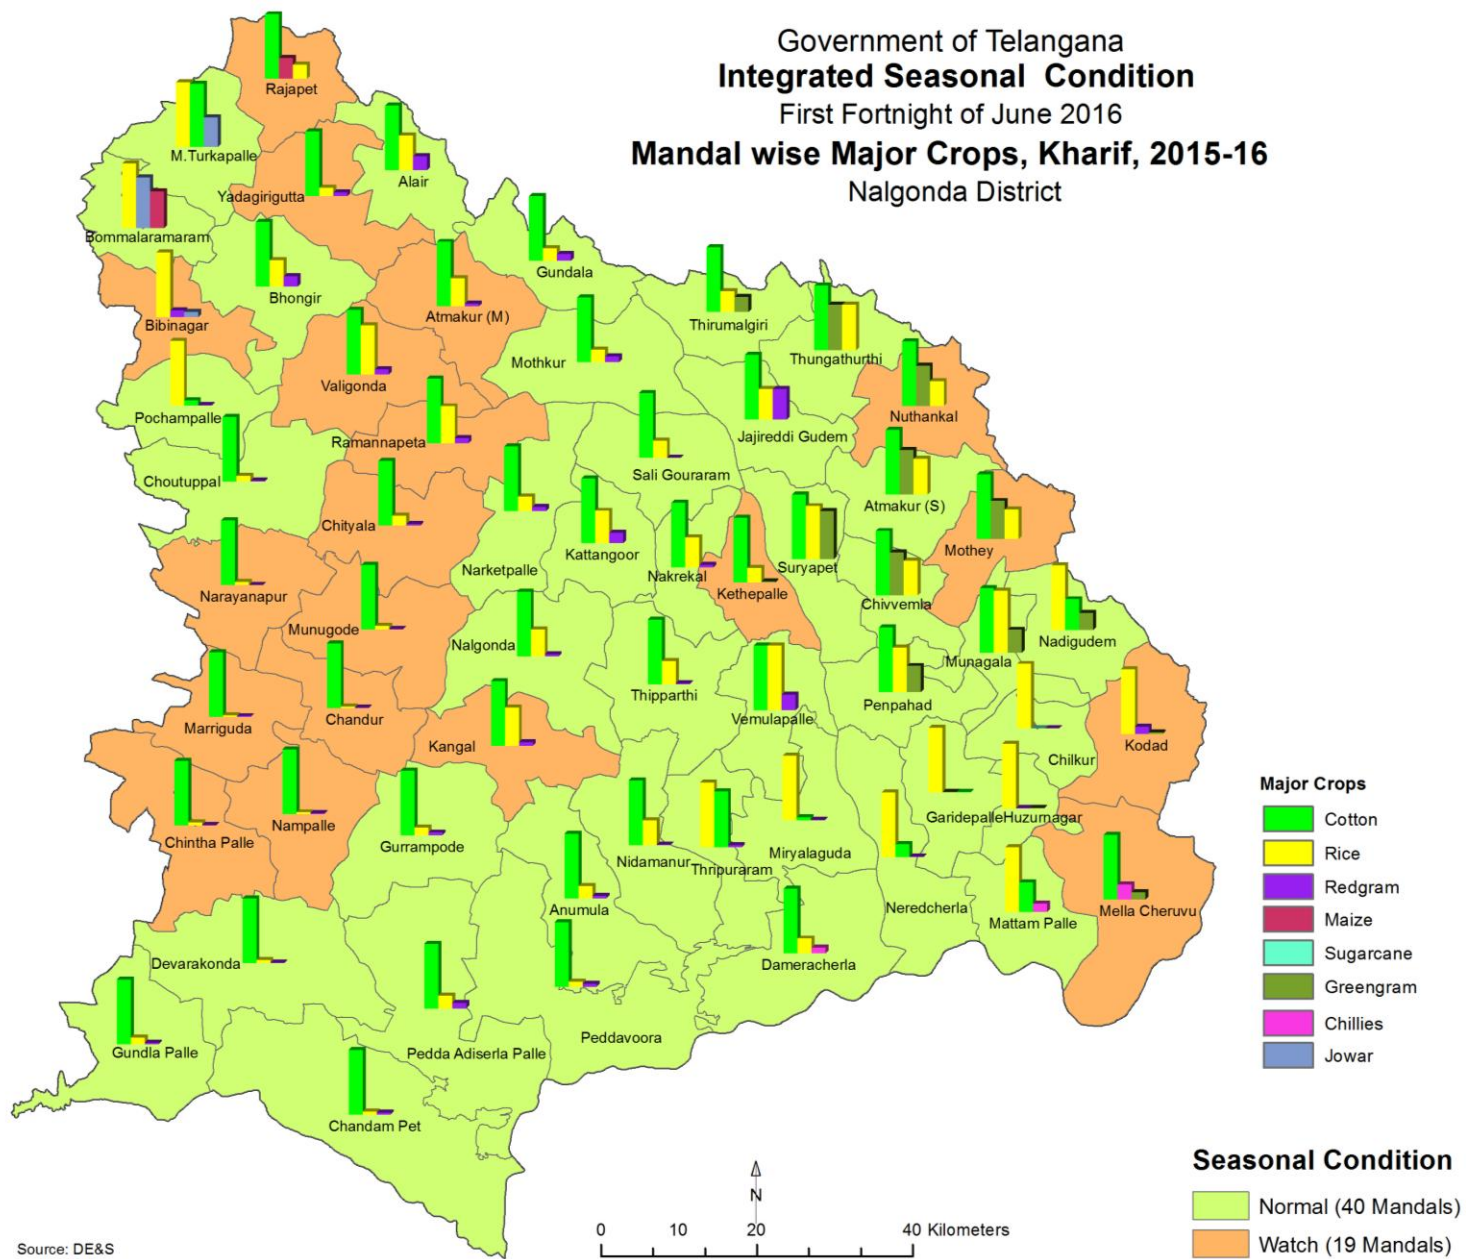 Government of Telangana
Integrated Seasonal Condition
First Fortnight of June 2016
Mandal wise Major Crops, Kharif, 2015-16
Nalgonda District
Rajapet
M.Turkapalle
Alair
Yadagirigutta
Bommalaramaram
Gundala
Bhongir
Atmakur (M)
Bibinagar
Thirumalgiri
Thungathurthi
Mothkur
Valigonda
Nuthankal
Pochampalle
Jajireddi Gudem
Ramannapeta
Sali Gouraram
Choutuppal
Atmakur (S)
Chityala
Kattangoor
Mothey
Narketpalle
Nakrekal
Suryapet
Kethepalle
Narayanapur
Chivvemla
Munugode
Nadigudem
Nalgonda
Munagala
Thipparthi
Penpahad
Vemulapalle
Marriguda
Chandur
Kangal
Kodad
Chilkur
GaridepalleHuzurnagar
Nampalle
Chintha Palle
Gurrampode
Nidamanur
Miryalaguda
Thripuraram
Anumula
Neredcherla
Mella Cheruvu
Mattam Palle
Devarakonda
Dameracherla
Peddavoora
Gundla Palle
Pedda Adiserla Palle
Chandam Pet
Major Crops
Cotton
Rice
Redgram
Maize
Sugarcane
Greengram
Chillies
Jowar
Seasonal Condition
Normal (40 Mandals)
Watch (19 Mandals)
N
0 10 20 40 Kilometers
Source: DE&S